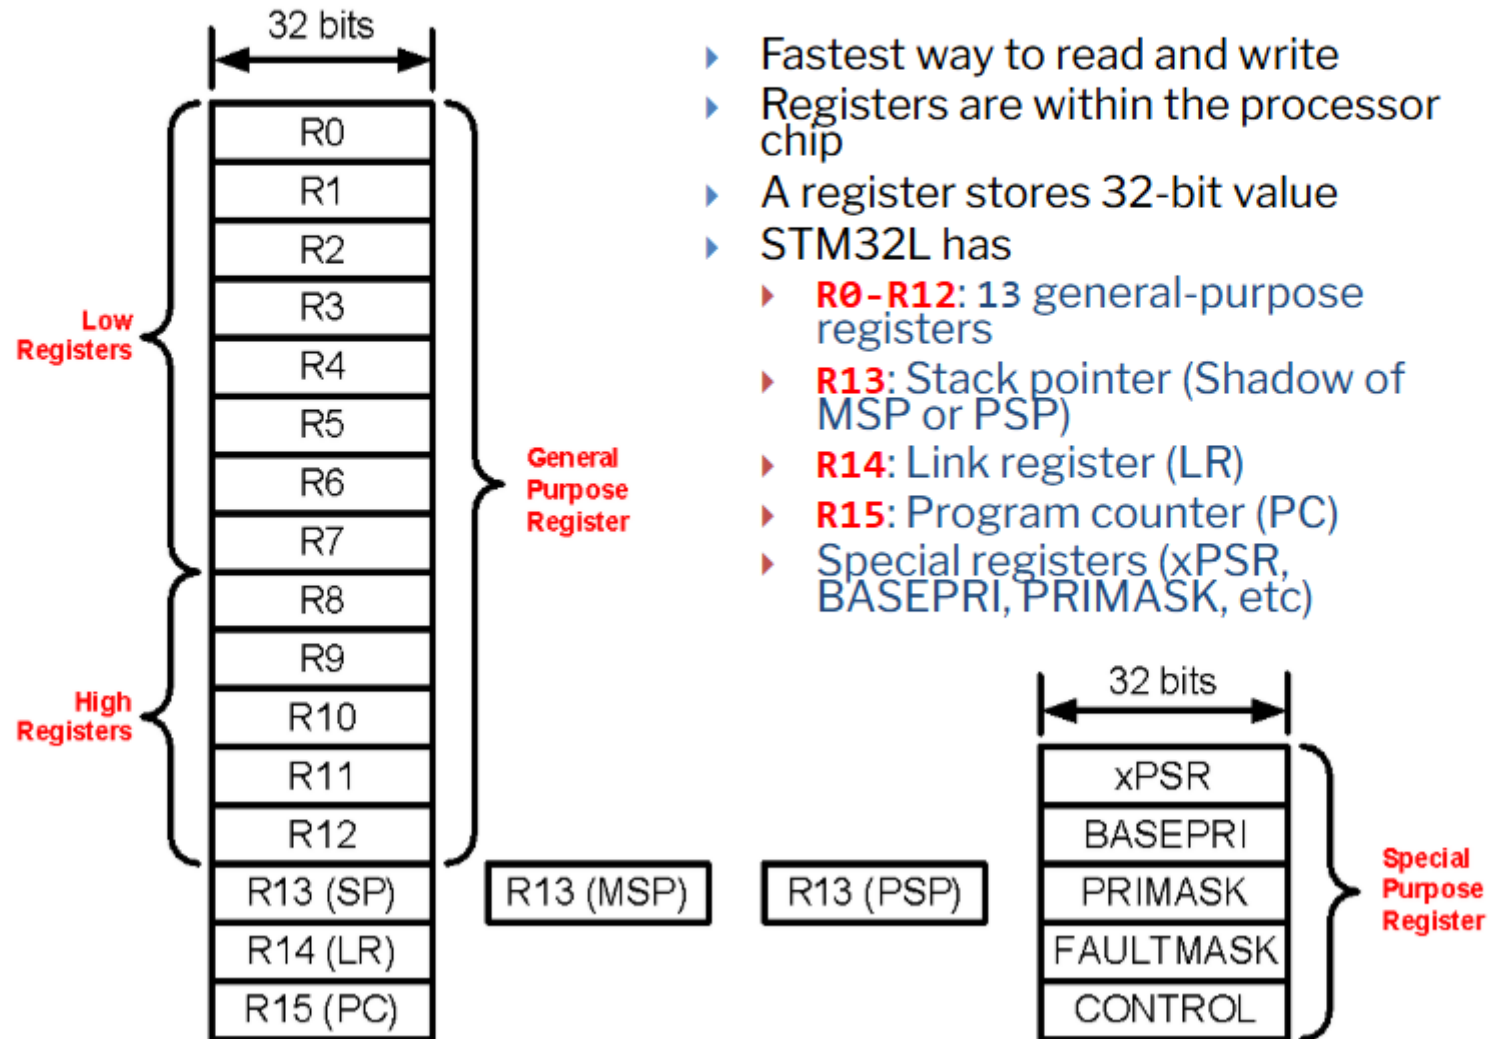 32 bits
R0
R1
R2
R3
R4
R5
R6
R7
R8
R9
R10
R11
R12
R13 (SP)
R14 (LR)
R15 (PC)
Low
Registers
High
Registers
General
Purpose
Register
R13 (MSP)
R13 (PSP)
Fastest way to read and write
Registers are within the processor
chip
A register stores 32-bit value
STM32L has
R0-R12: 13 general-purpose
registers
R13: Stack pointer (Shadow of
MSP or PSP)
R14: Link register (LR)
R15: Program counter (PC)
Special registers (xPSR,
BASEPRI, PRIMASK, etc)
32 bits
xPSR
BASEPRI
PRIMASK
FAULTMASK
CONTROL
Special
Purpose
Register